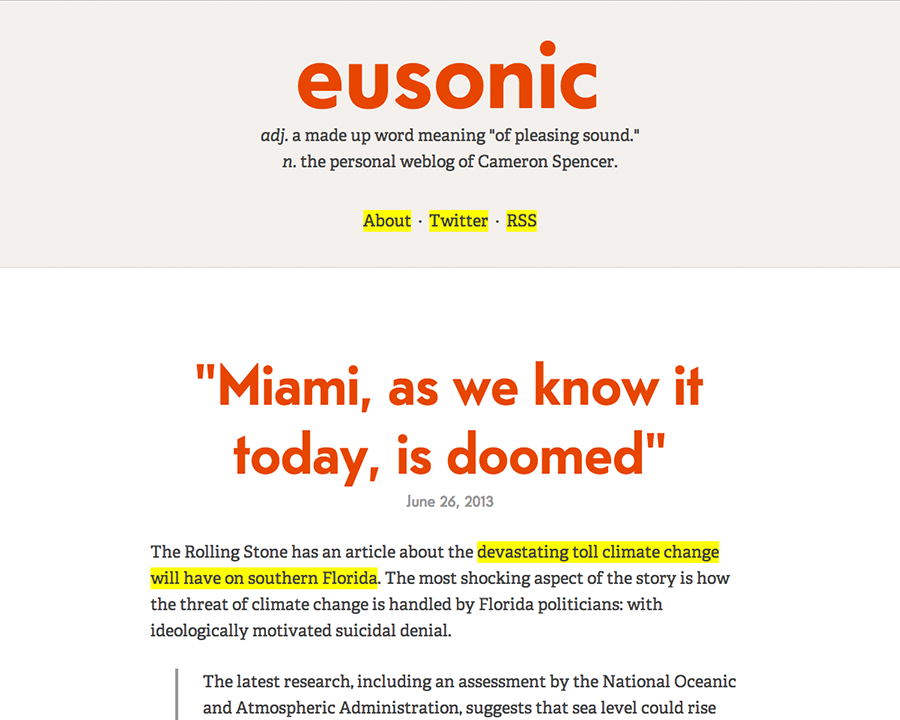 eusonic
adj. a made up word meaning "of pleasing sound."
n. the personal weblog of Cameron Spencer.
About · Twitter · RSS
"Miami, as we know it
today, is doomed"
June 26, 2013
The Rolling Stone has an article about the devastating toll climate change
will have on southern Florida. The most shocking aspect of the story is how
the threat of climate change is handled by Florida politicians: with
ideologically motivated suicidal denial.
The latest research, including an assessment by the National Oceanic
and Atmospheric Administration, suggests that sea level could rise